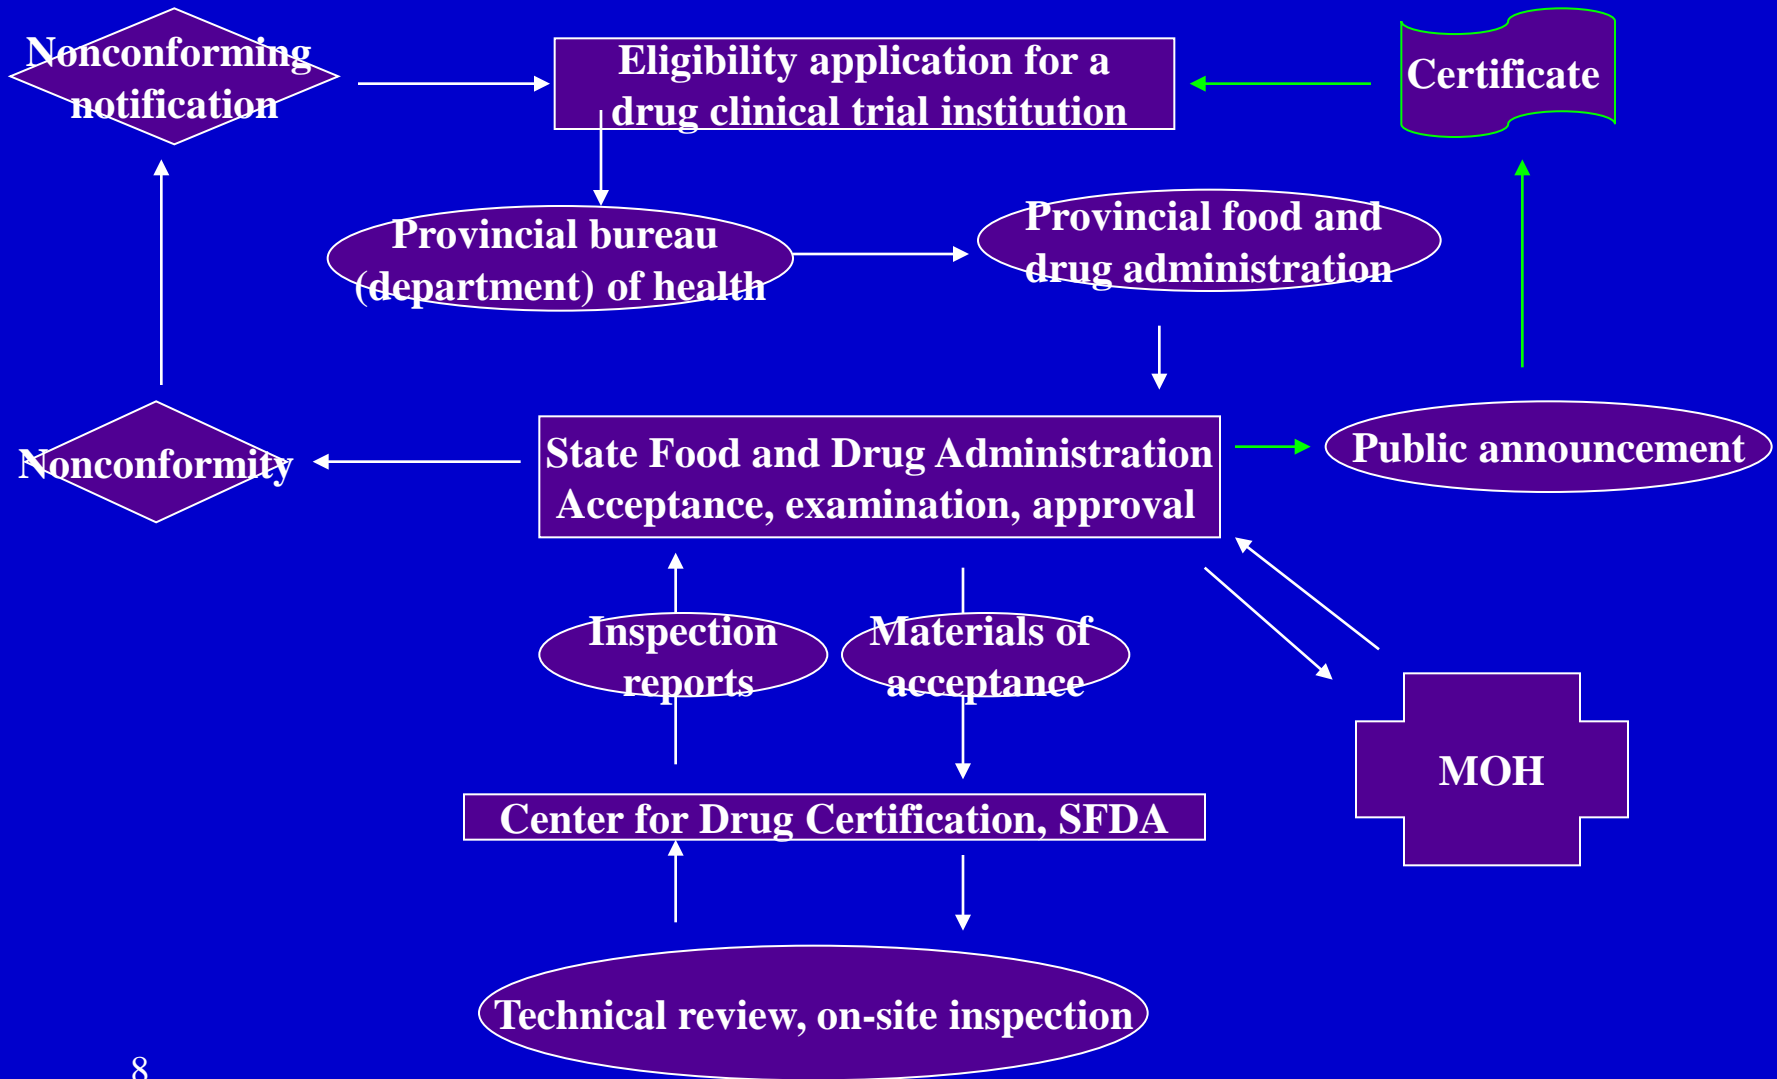 Nonconforming
notification
Eligibility application for a
drug clinical trial institution
Certificate
Provincial bureau
(department) of health
Provincial food and
drug administration
Nonconformity
State Food and Drug Administration
Acceptance, examination, approval
Public announcement
Inspection
reports
Materials of
acceptance
MOH
Center for Drug Certification, SFDA
Technical review, on-site inspection
8